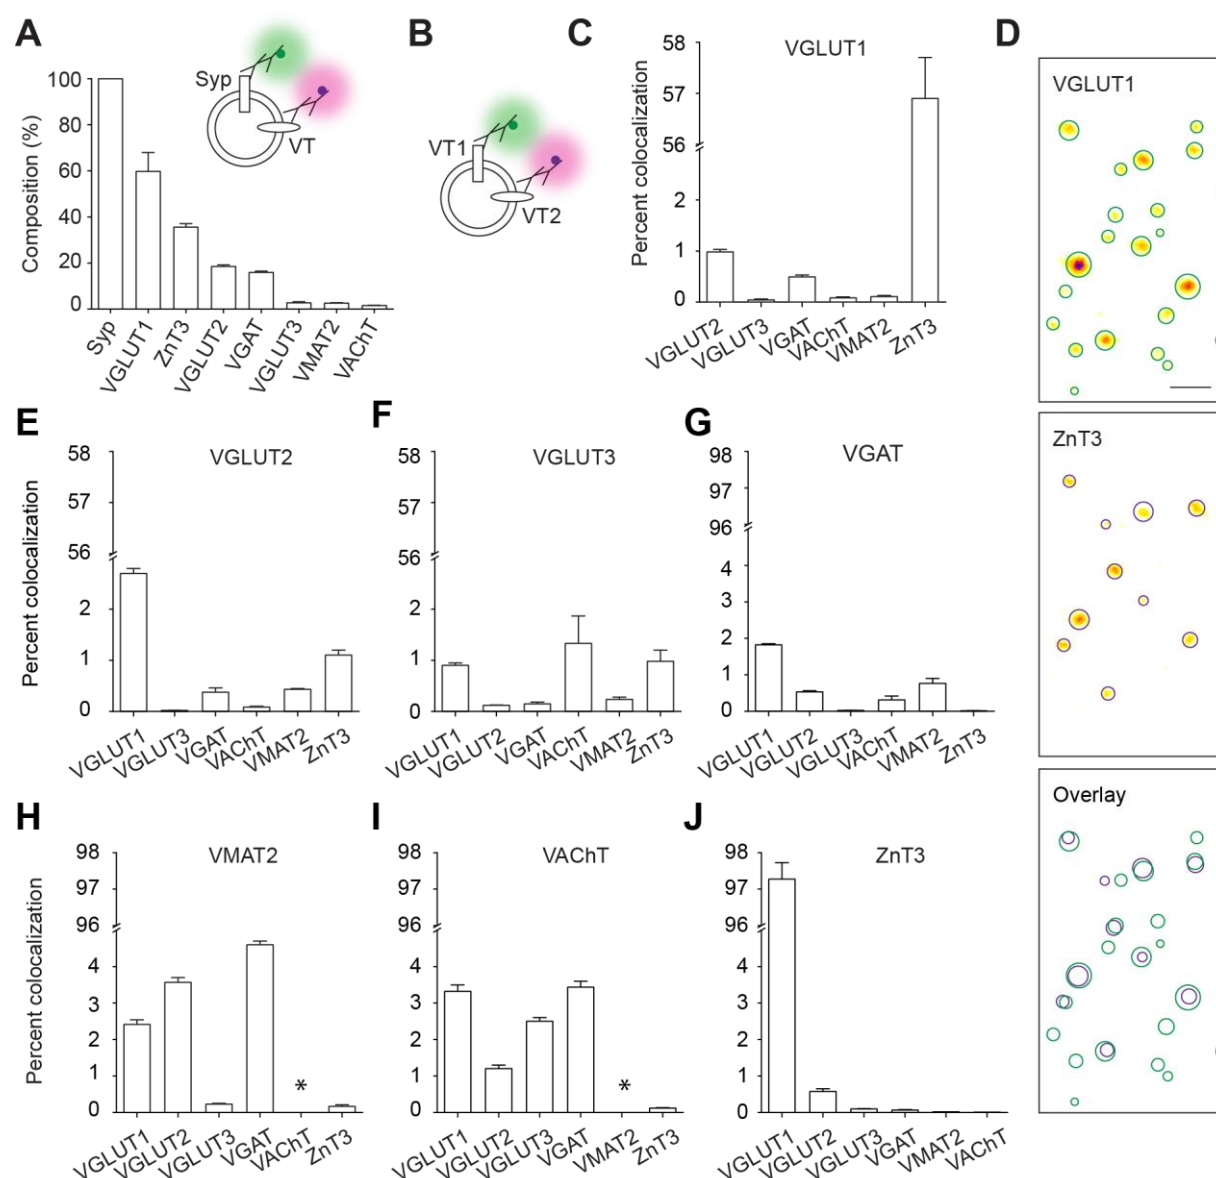 A
Composition (%)
100
80
60
40
20
0
Syp
VGLUT1
ZnT3
VGLUT2
VGAT
VGLUT3
VMAT2
VAChT
Syp
VT
B
VT1
VT2
C
VGLUT1
Percent colocalization
58
57
56
2
1
0
VGLUT2
VGLUT3
VGAT
VAChT
VMAT2
ZnT3
D
VGLUT1
ZnT3
Overlay
E
VGLUT2
Percent colocalization
58
57
56
2
1
0
VGLUT1
VGLUT3
VGAT
VAChT
VMAT2
ZnT3
F
VGLUT3
58
57
56
2
1
0
VGLUT1
VGLUT2
VGAT
VAChT
VMAT2
ZnT3
G
VGAT
98
97
96
4
3
2
1
0
VGLUT1
VGLUT2
VGLUT3
VAChT
VMAT2
ZnT3
H
VMAT2
Percent colocalization
98
97
96
4
3
2
1
0
*
VGLUT1
VGLUT2
VGLUT3
VGAT
VAChT
ZnT3
I
VAChT
98
97
96
4
3
2
1
0
*
VGLUT1
VGLUT2
VGLUT3
VGAT
VMAT2
ZnT3
J
ZnT3
98
97
96
4
3
2
1
0
VGLUT1
VGLUT2
VGLUT3
VGAT
VMAT2
VAChT